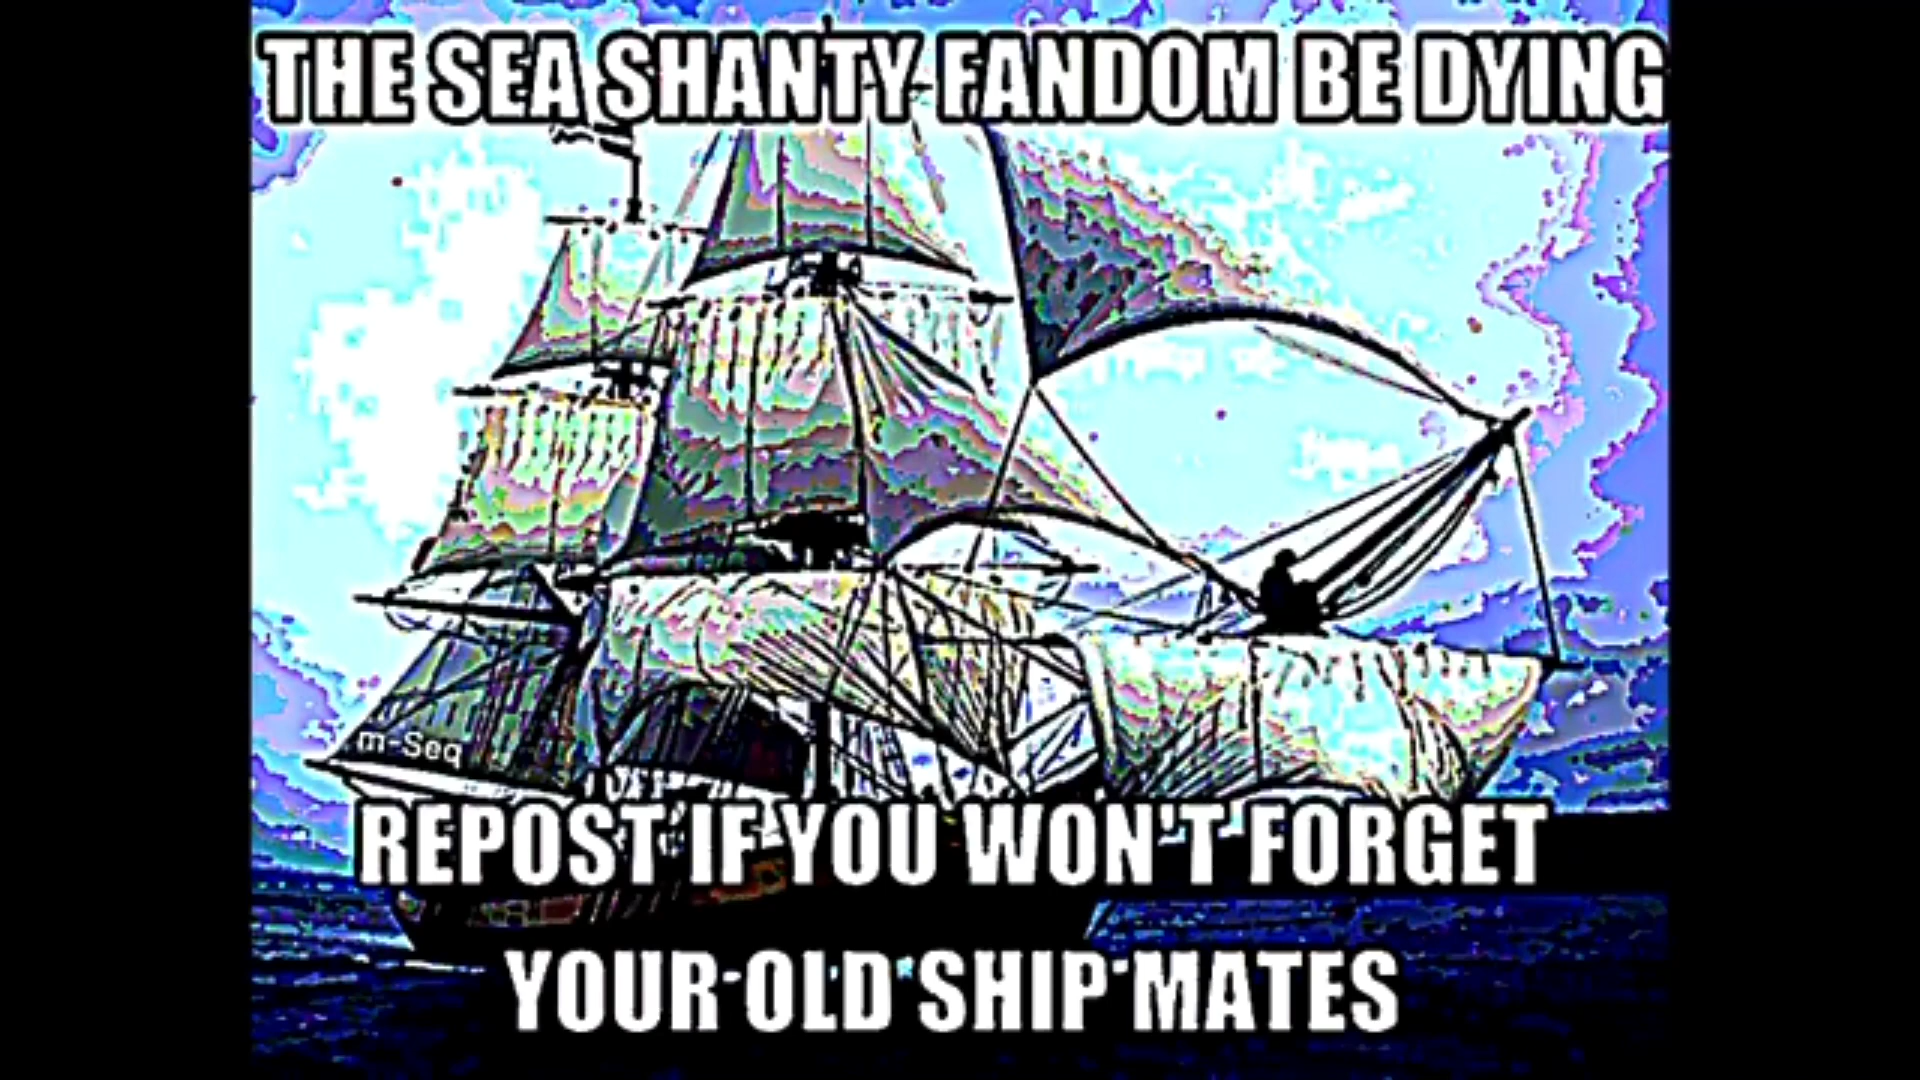 THE SEA SHANTY FANDOM BE DYING
m-Seq
REPOST IF YOU WON'T FORGET
YOUR OLD SHIP MATES